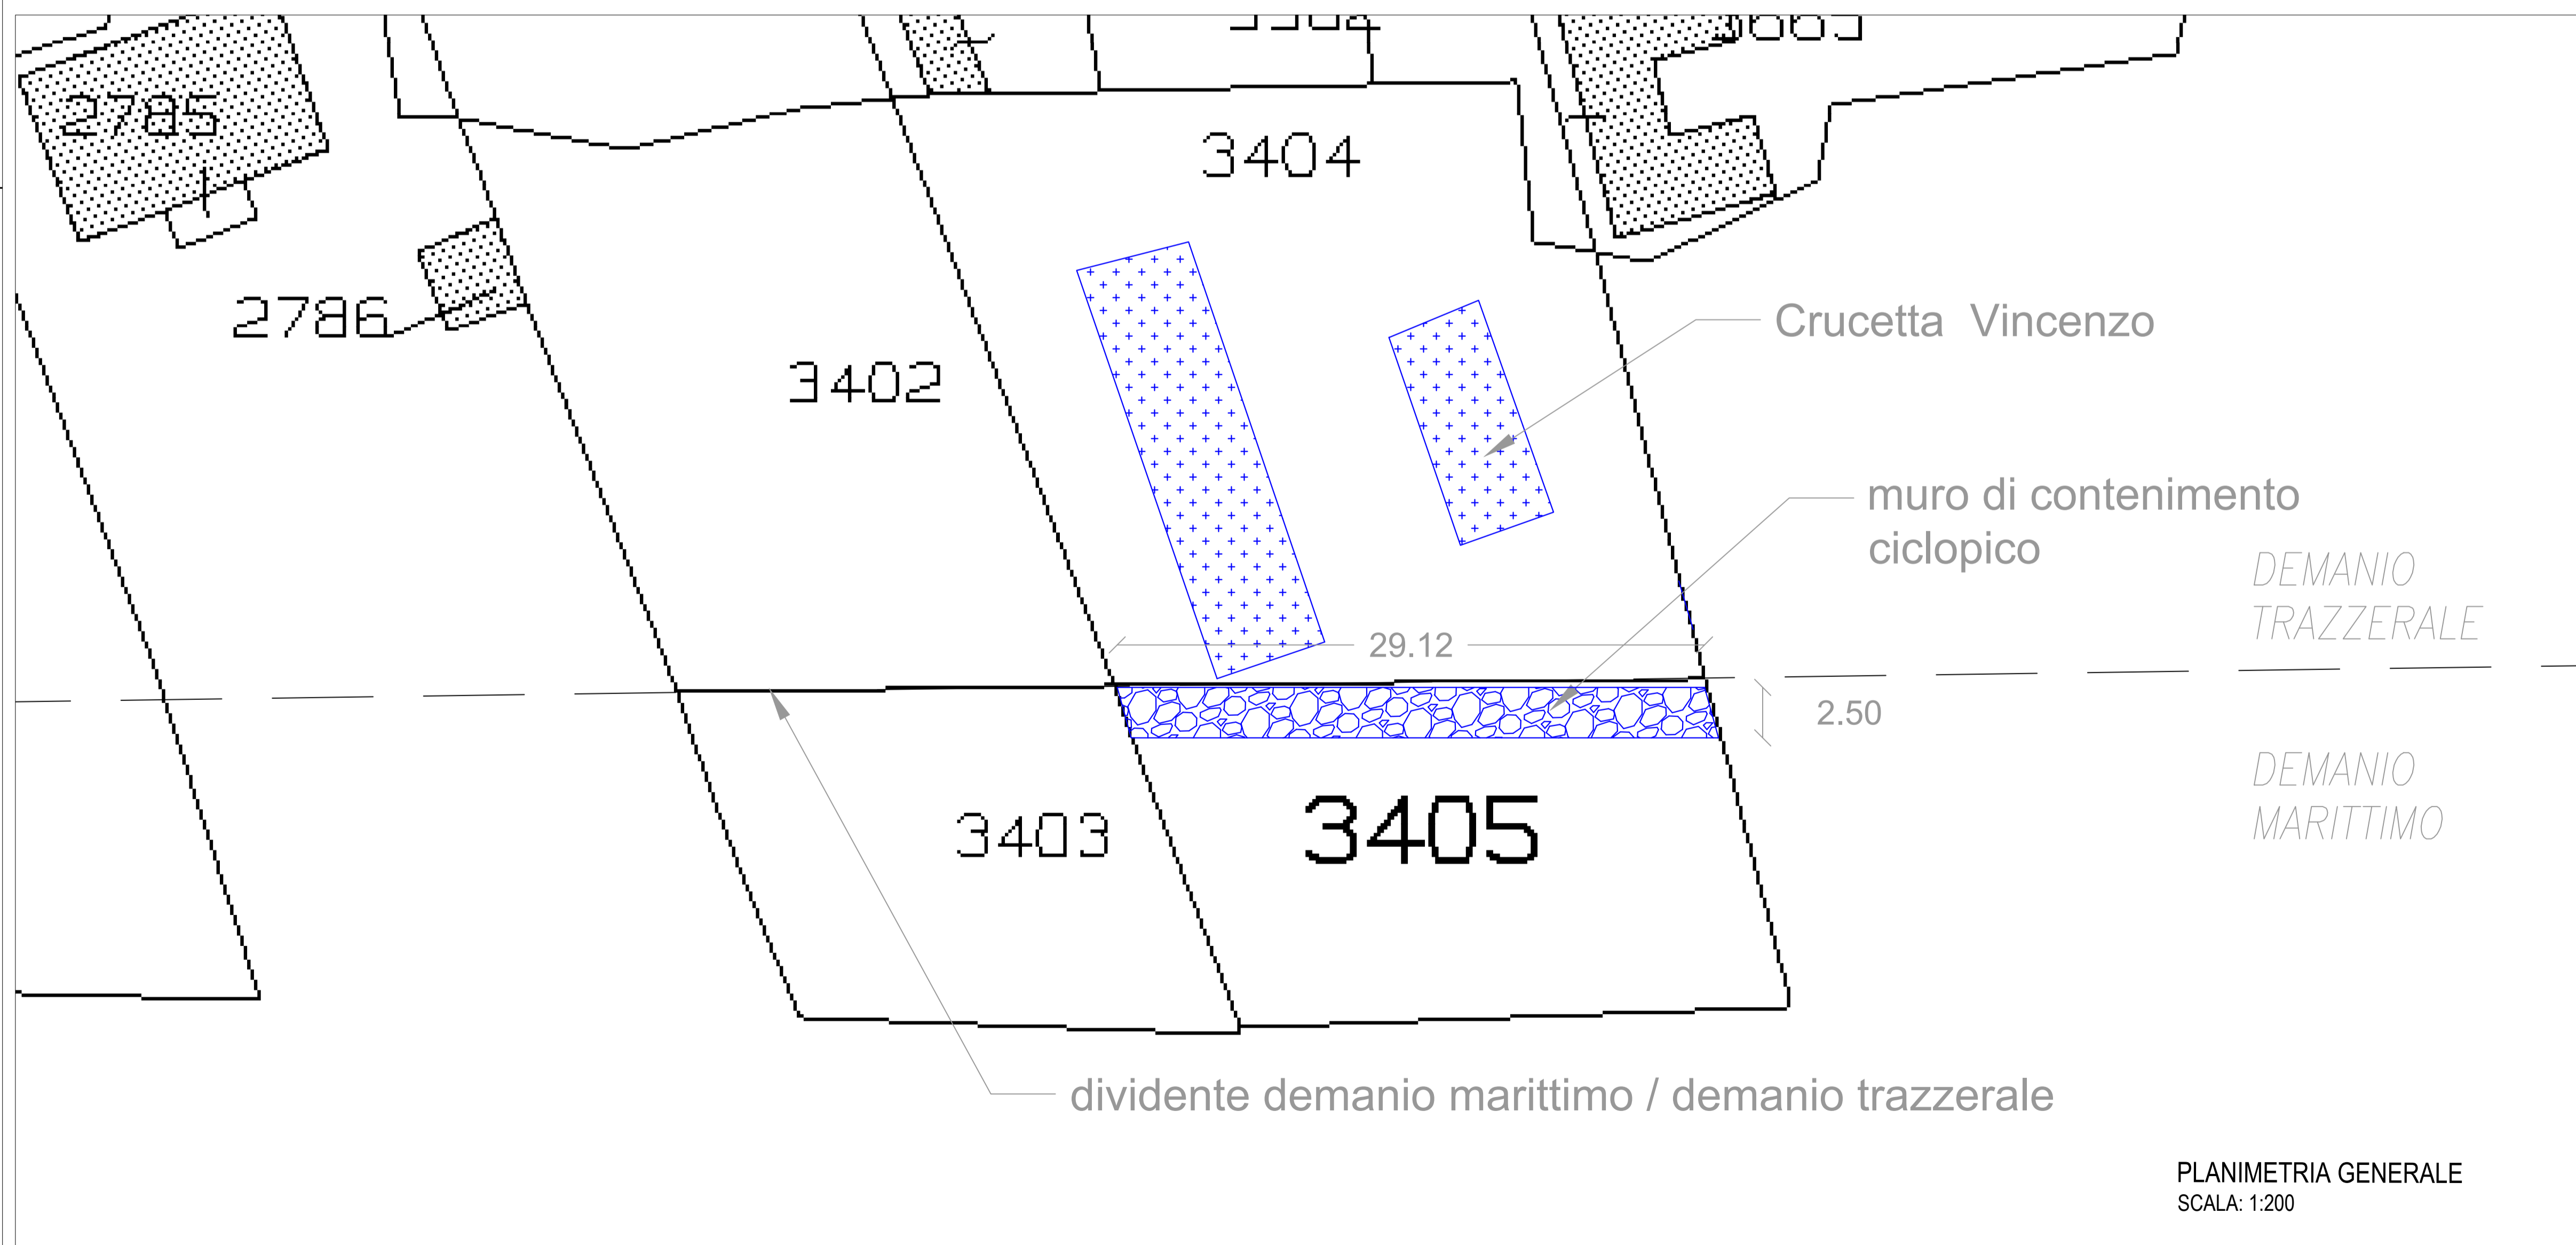 2785
3404
2786
Crucetta Vincenzo
3402
muro di contenimento
ciclopico
DEMANIO
TRAZZERALE
29.12
2.50
DEMANIO
MARITTIMO
3403
3405
dividente demanio marittimo / demanio trazzerale
PLANIMETRIA GENERALE
SCALA: 1:200